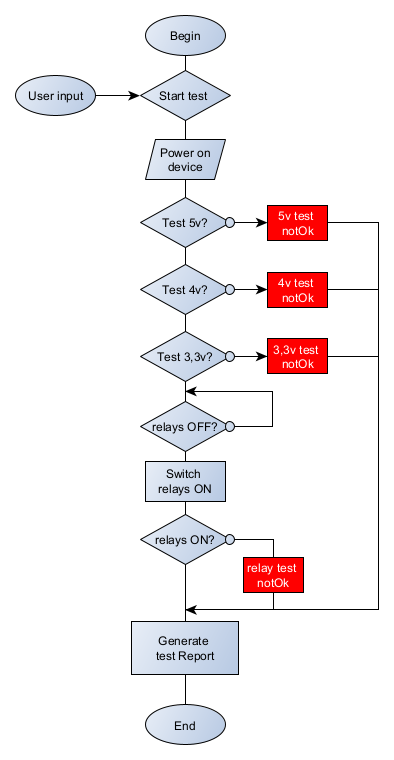 Begin
User input
Start test
Power on
device
Test 5v?
5v test
notOk
Test 4v?
4v test
notOk
Test 3,3v?
3,3v test
notOk
relays OFF?
Switch
relays ON
relays ON?
relay test
notOk
Generate
test Report
End